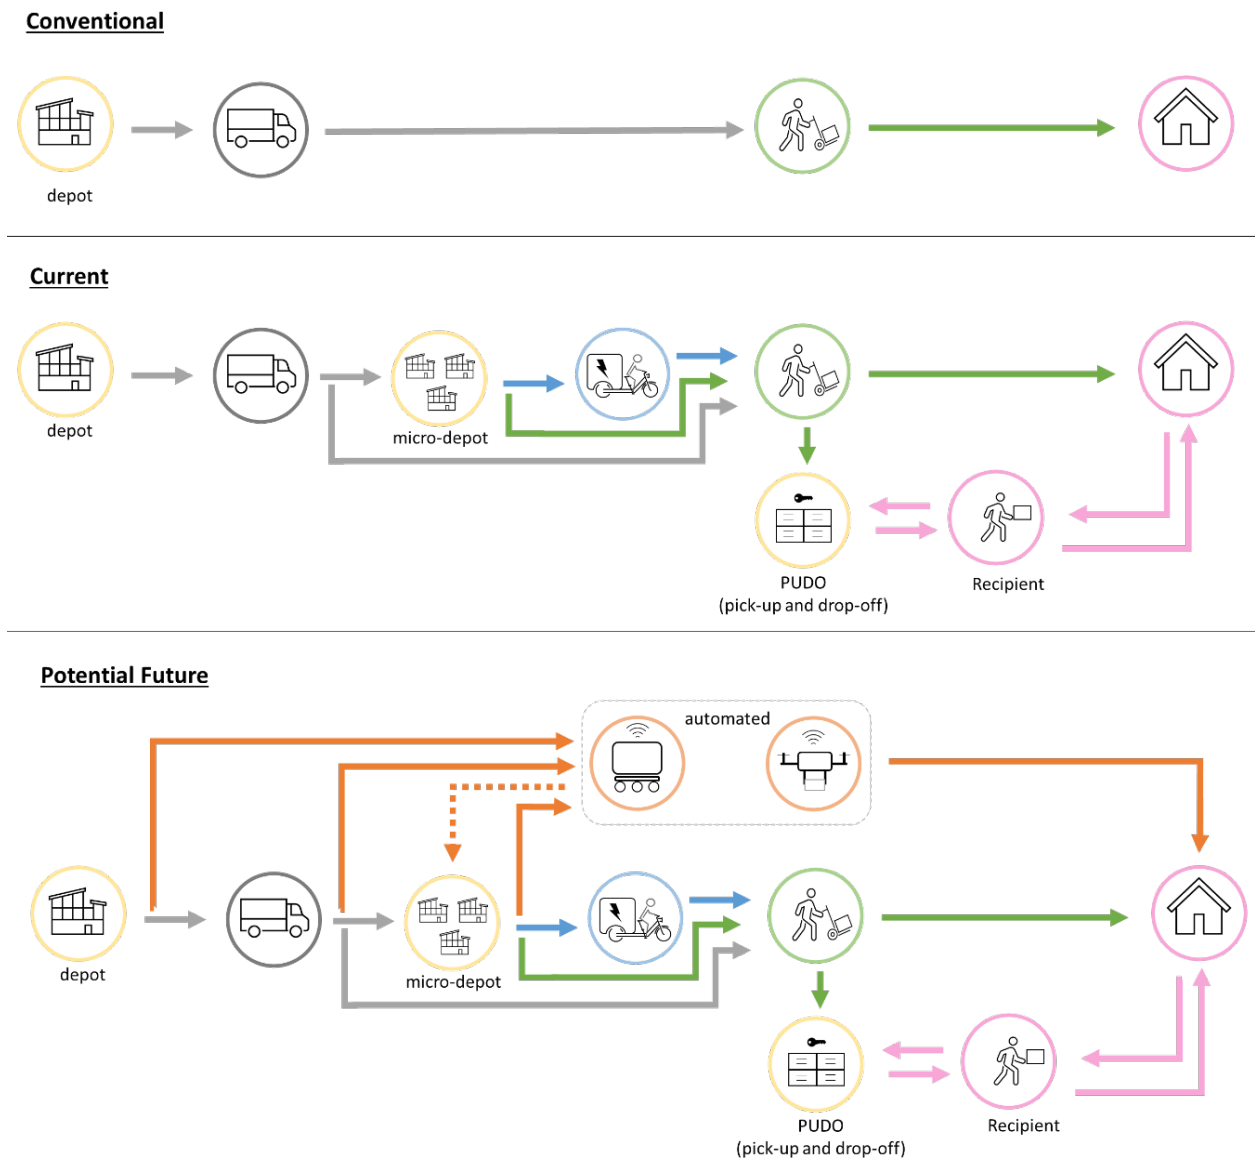 Conventional
depot
Current
depot
micro-depot
PUDO
(pick-up and drop-off)
Recipient
Potential Future
automated
depot
micro-depot
PUDO
(pick-up and drop-off)
Recipient